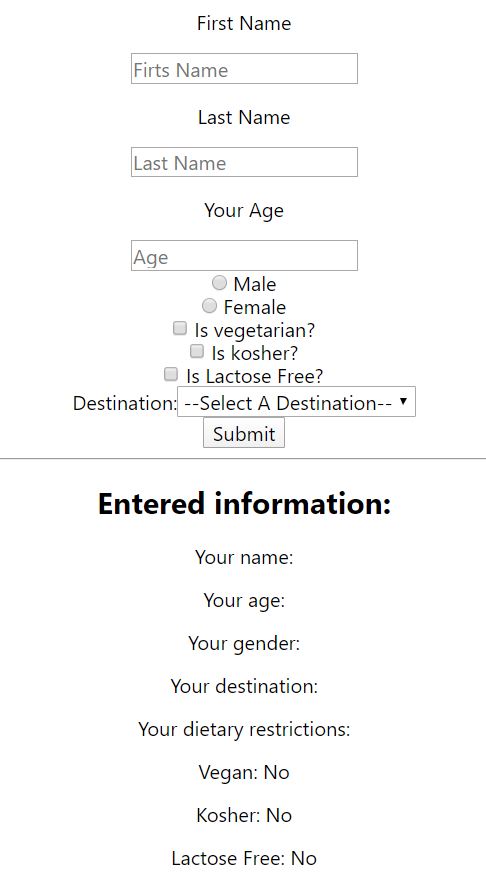 First Name
Firts Name
Last Name
Last Name
Your Age
Age
Male
Female
Is vegetarian?
Is kosher?
Is Lactose Free?
Destination: --Select A Destination--
Submit
Entered information:
Your name:
Your age:
Your gender:
Your destination:
Your dietary restrictions:
Vegan: No
Kosher: No
Lactose Free: No